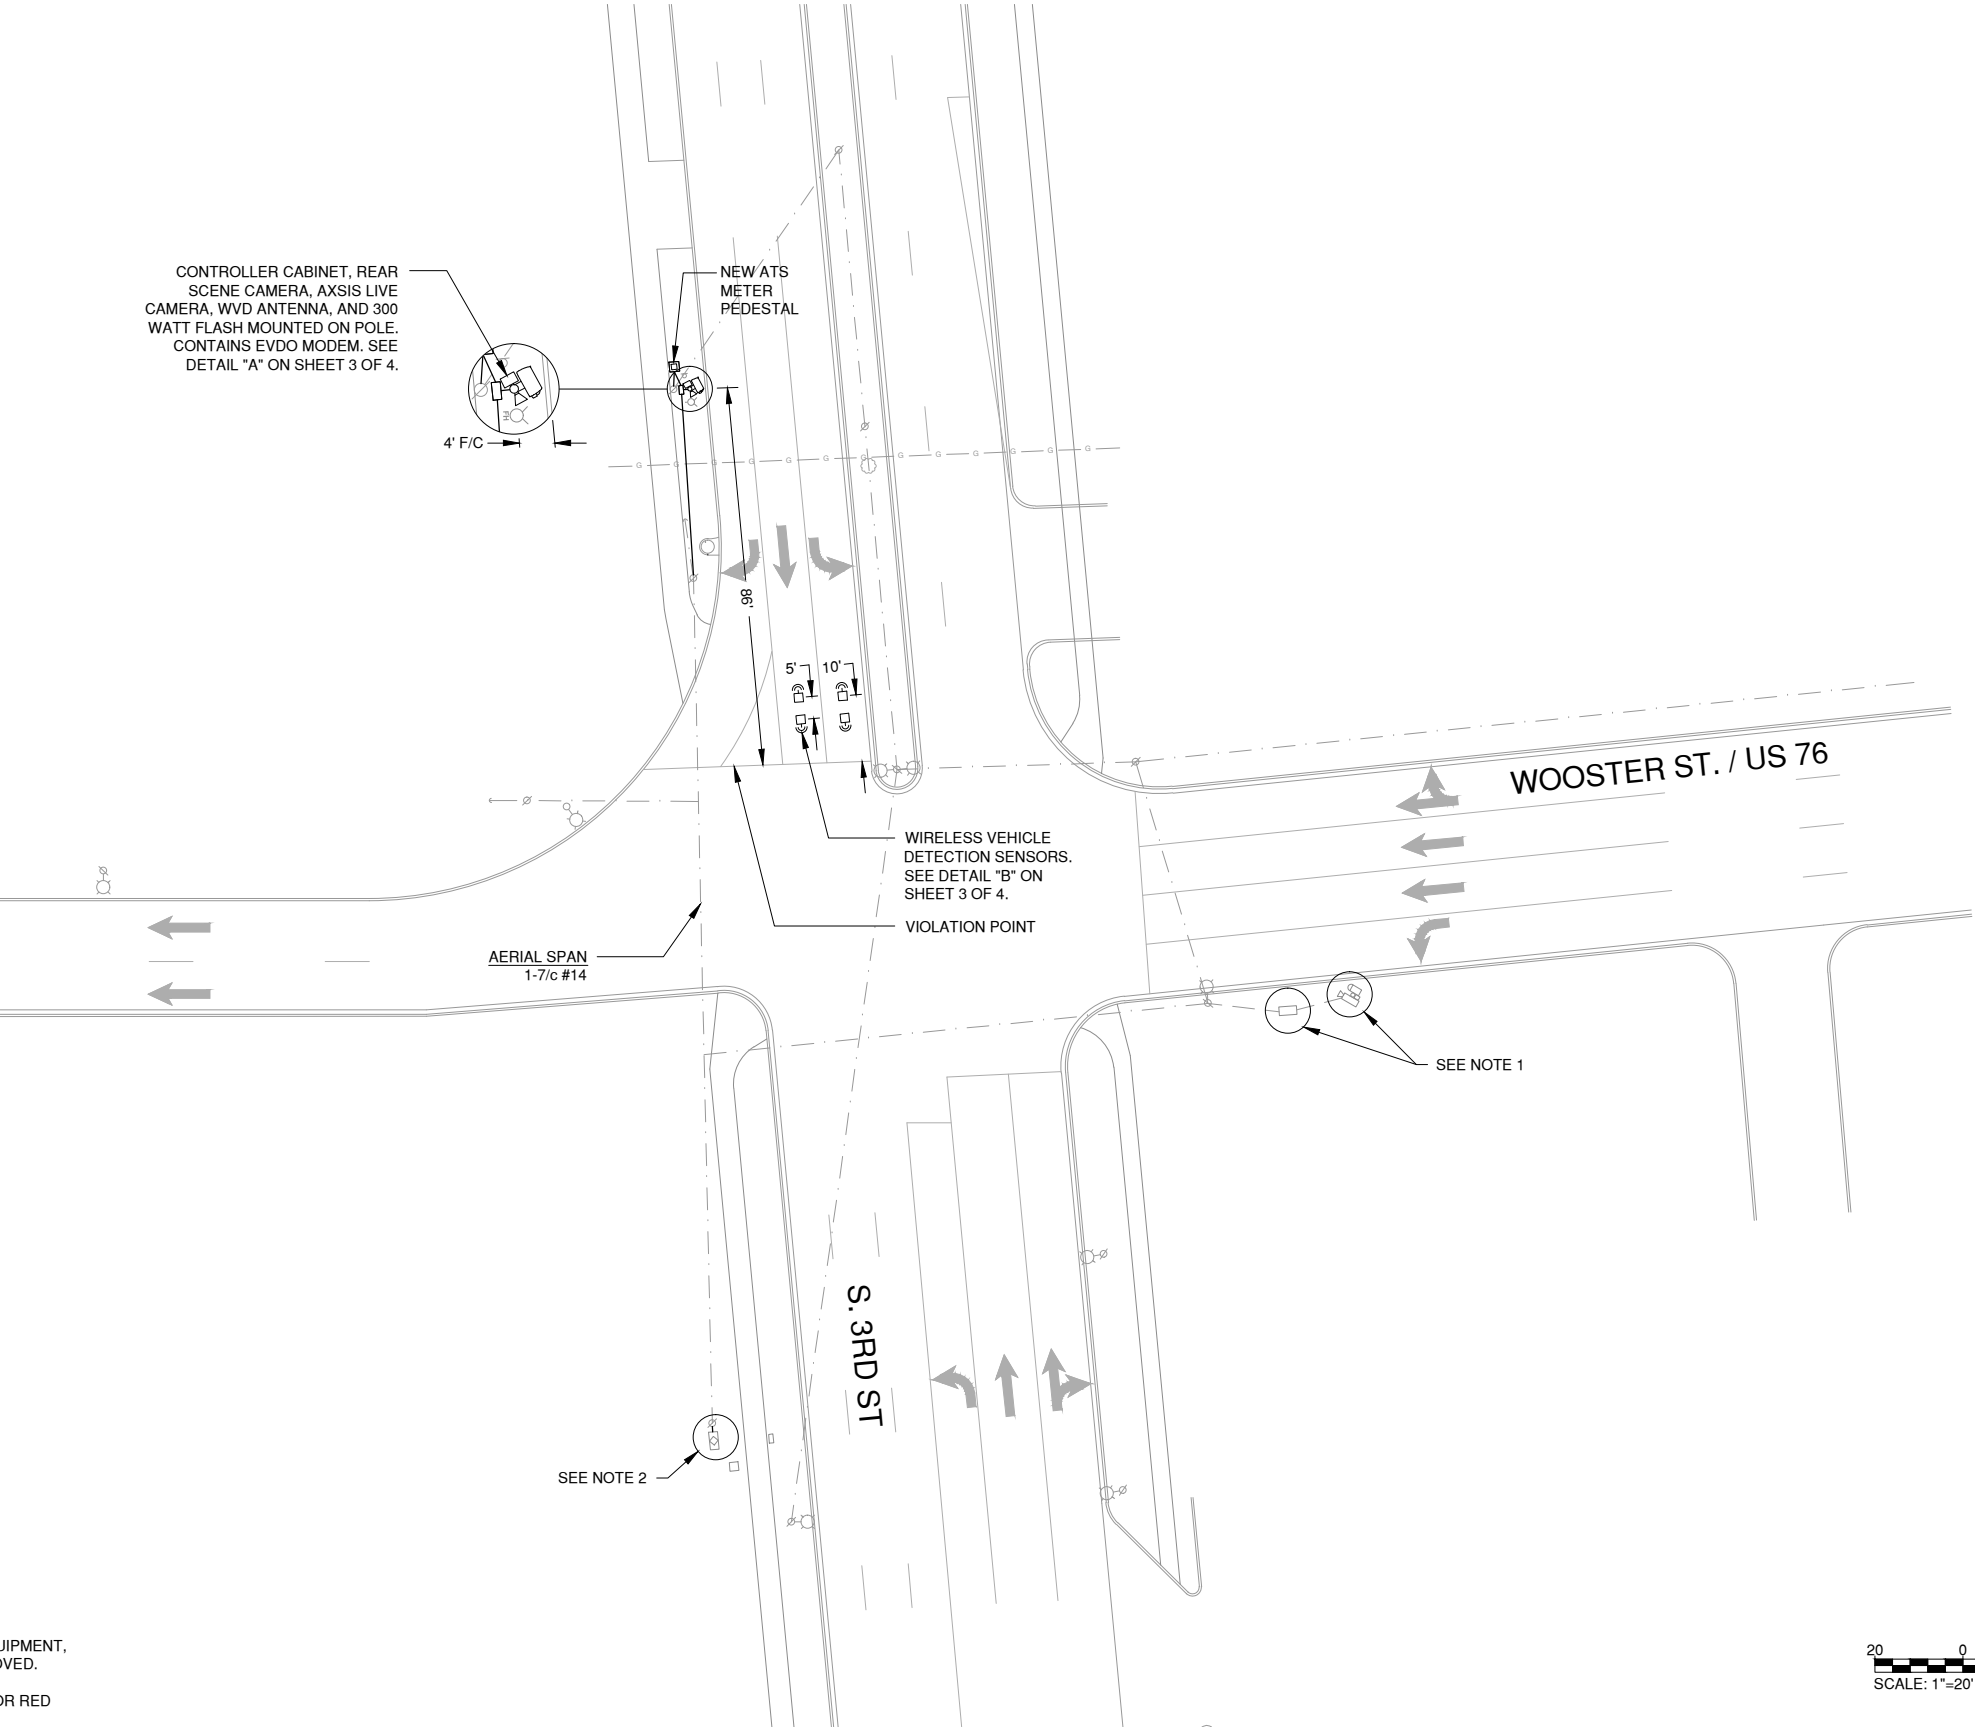 CONTROLLER CABINET, REAR
SCENE CAMERA, AXSIS LIVE
CAMERA, WVD ANTENNA, AND 300
WATT FLASH MOUNTED ON POLE.
CONTAINS EVDO MODEM. SEE
DETAIL "A" ON SHEET 3 OF 4.
NEW ATS
METER
PEDESTAL
FH
4' F/C
G G G G G G G G G G G G G
86'
5'
10'
WOOSTER ST. / US 76
WIRELESS VEHICLE
DETECTION SENSORS.
SEE DETAIL "B" ON
SHEET 3 OF 4.
VIOLATION POINT
AERIAL SPAN
1-7/c #14
SEE NOTE 1
S. 3RD ST
SEE NOTE 2
UIPMENT,
OVED.
OR RED
20 0
SCALE: 1"=20'